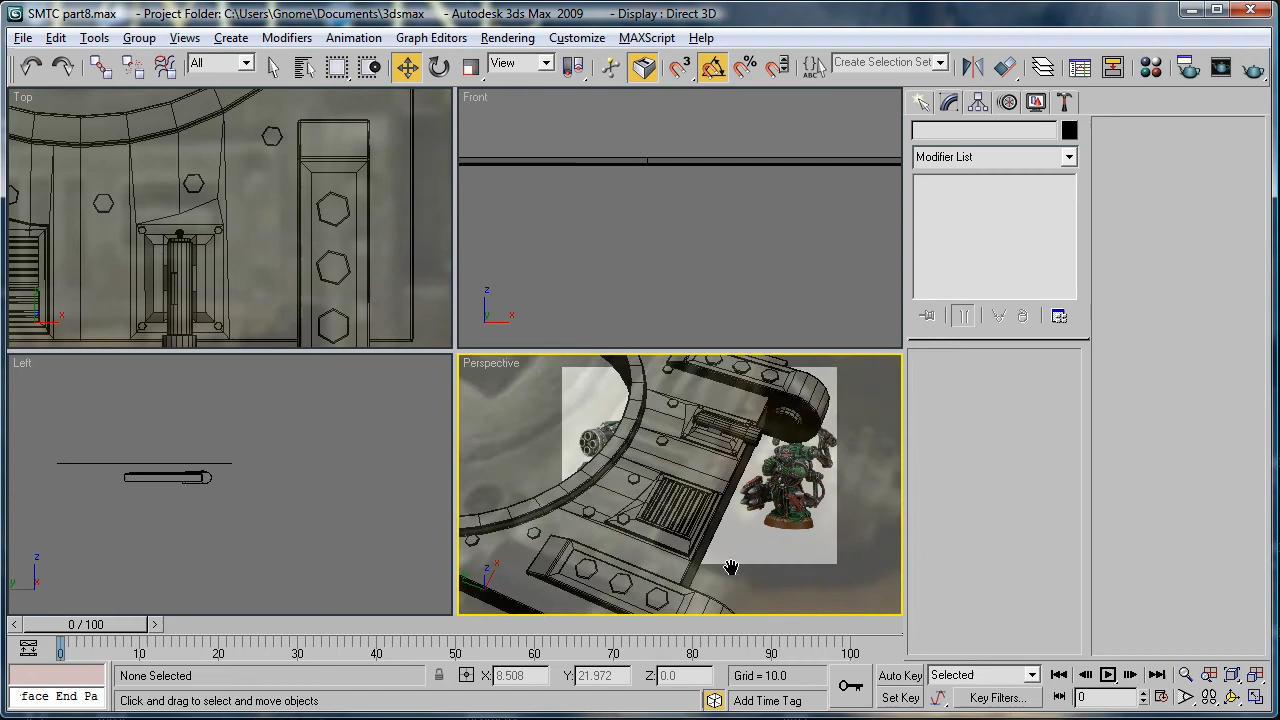 SMTC part8.max - Project Folder: C:\Users\Gnome\Documents\3dsmax - Autodesk 3ds Max 2009 - Display : Direct 3D
File Edit Tools Group Views Create Modifiers Animation Graph Editors Rendering Customize MAXScript Help
All View 3 % ABC Create Selection Set
Top Front
Modifier List
x z x
Left Perspective
z y x z x
0 / 100
0 10 20 30 40 50 60 70 80 90 100
None Selected X: 8.508 Y: 21.972 Z: 0.0 Grid = 10.0 Auto Key Selected
face End Pa Click and drag to select and move objects Add Time Tag Set Key Key Filters... 0